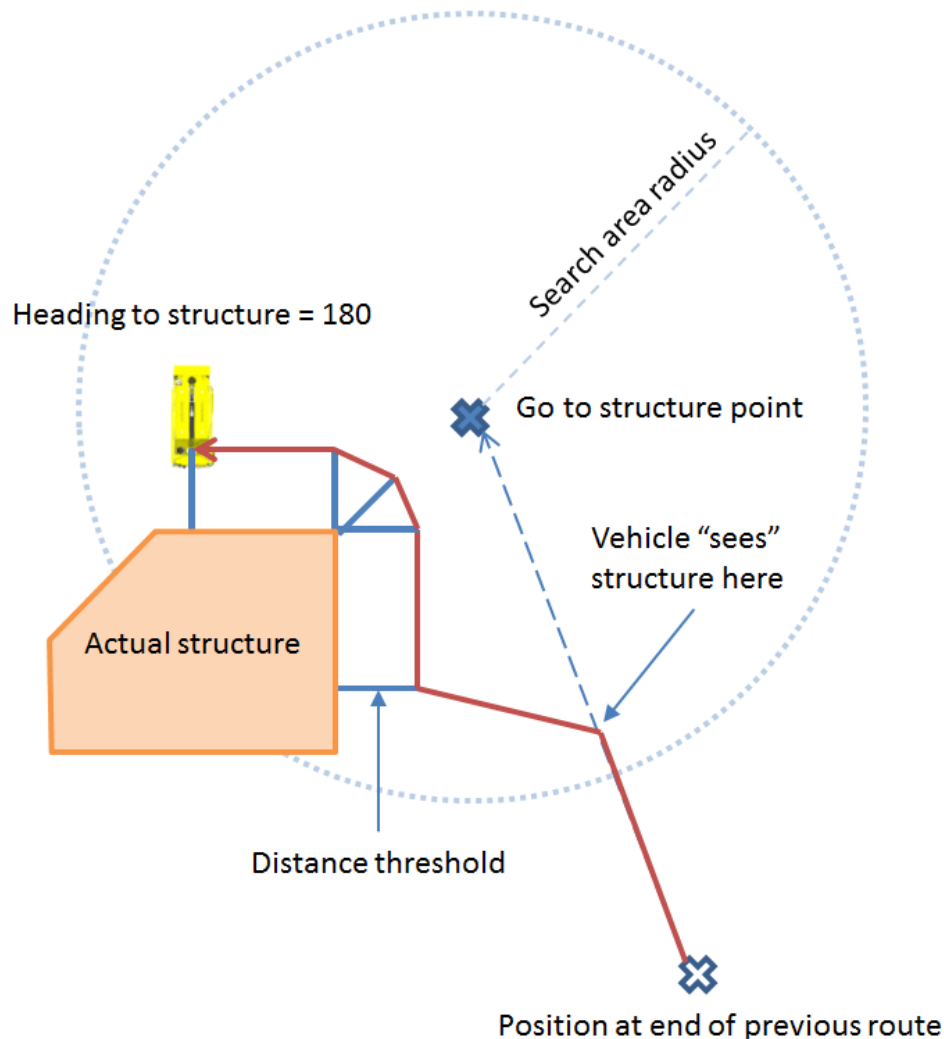 Search area radius
Heading to structure = 180
Go to structure point
Vehicle “sees”
structure here
Actual structure
Distance threshold
Position at end of previous route